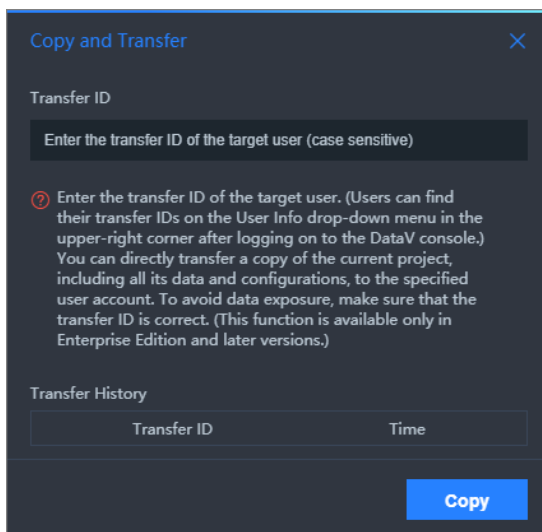 Copy and Transfer
Transfer ID
Enter the transfer ID of the target user (case sensitive)
Enter the transfer ID of the target user. (Users can find
their transfer IDs on the User Info drop-down menu in the
upper-right corner after logging on to the DataV console.)
You can directly transfer a copy of the current project,
including all its data and configurations, to the specified
user account. To avoid data exposure, make sure that the
transfer ID is correct. (This function is available only in
Enterprise Edition and later versions.)
Transfer History
Transfer ID Time
Copy